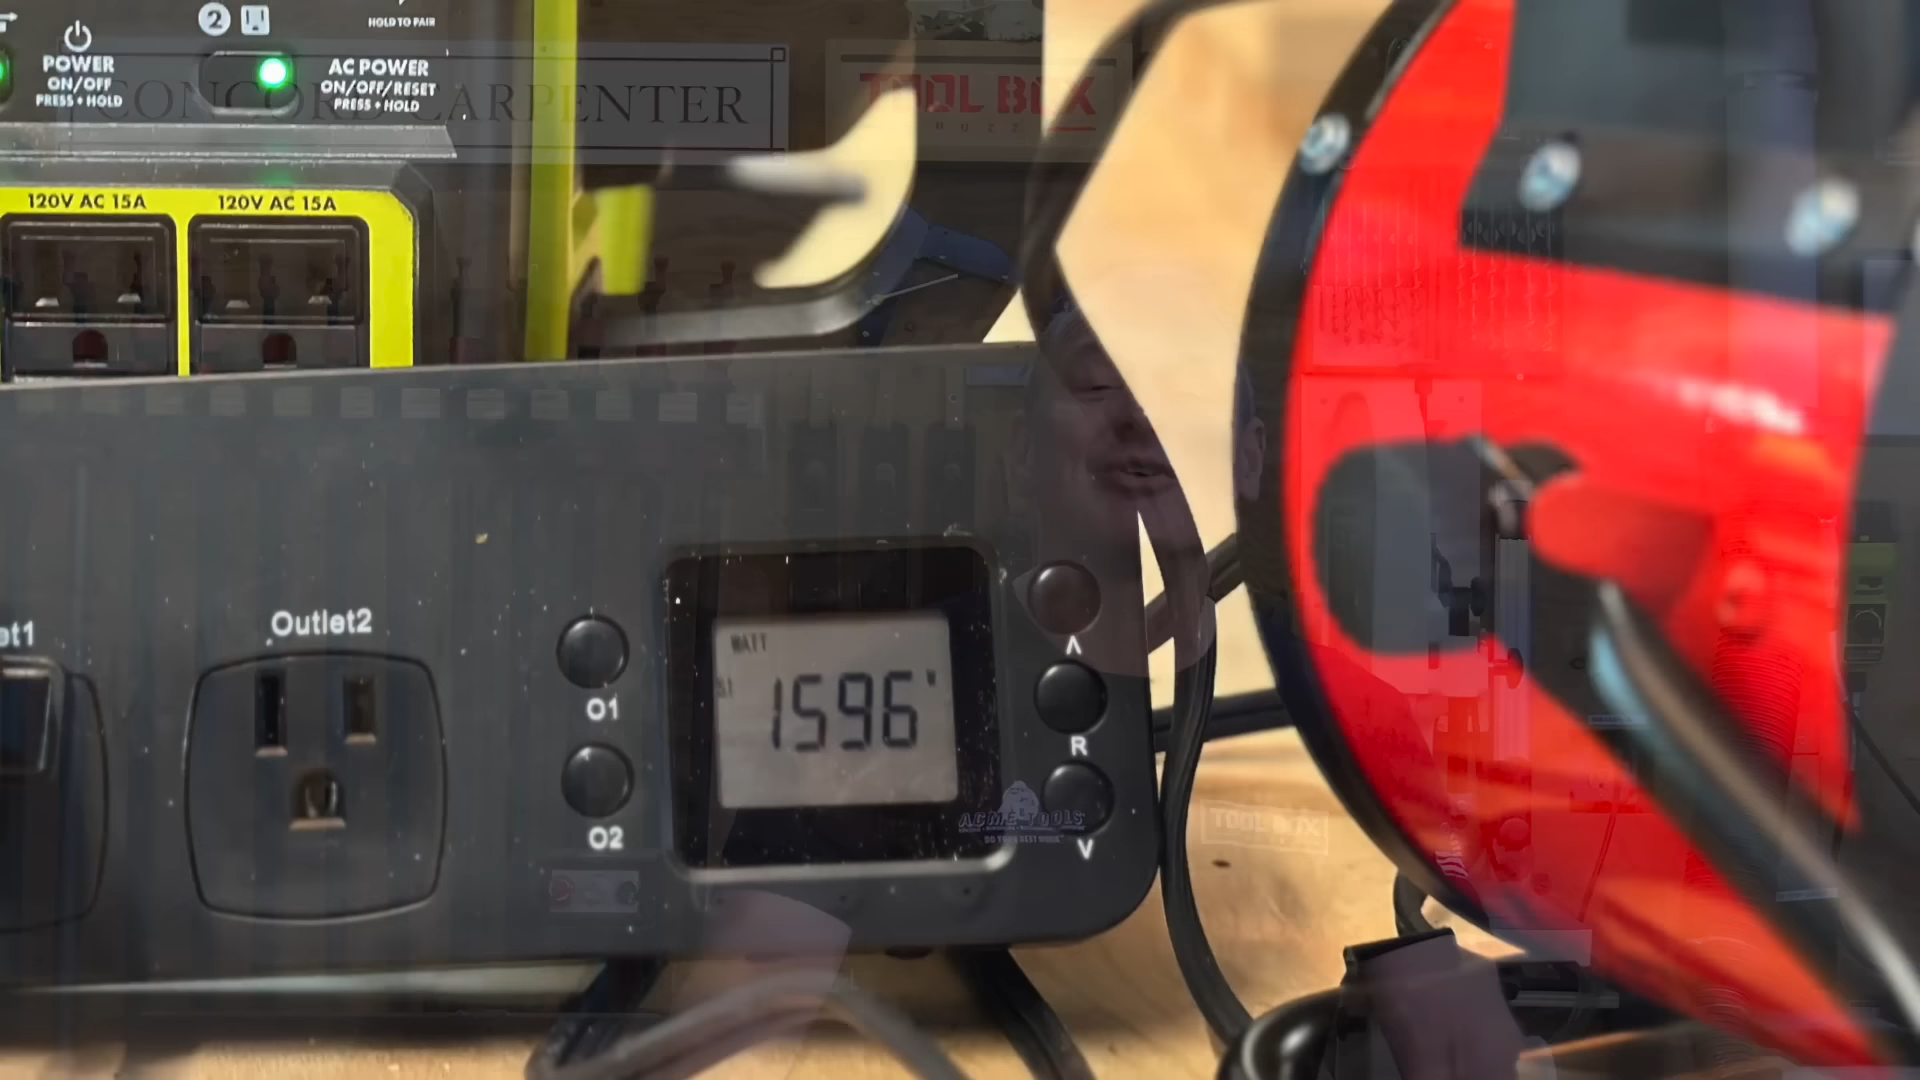 2
HOLD TO PAIR
POWER
ON/OFF
PRESS + HOLD
AC POWER
ON/OFF/RESET
PRESS + HOLD
CONCORD CARPENTER
TOOL BOX
BUZZ
120V AC 15A
120V AC 15A
Outlet2
O1
O2
WATT
1596 W
Λ
R
V
ACME TOOLS
TOOL BOX